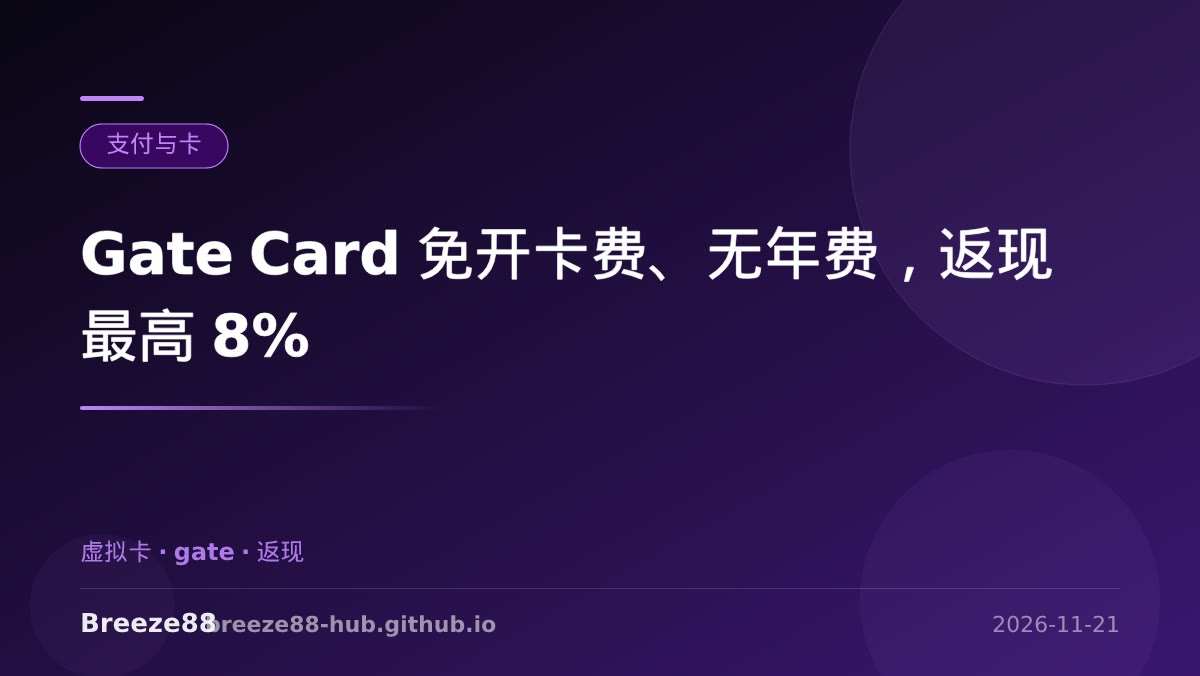 支付与卡
Gate Card 免开卡费、无年费，返现
最高 8%
虚拟卡 · gate · 返现
Breeze88
breeze88-hub.github.io
2026-11-21